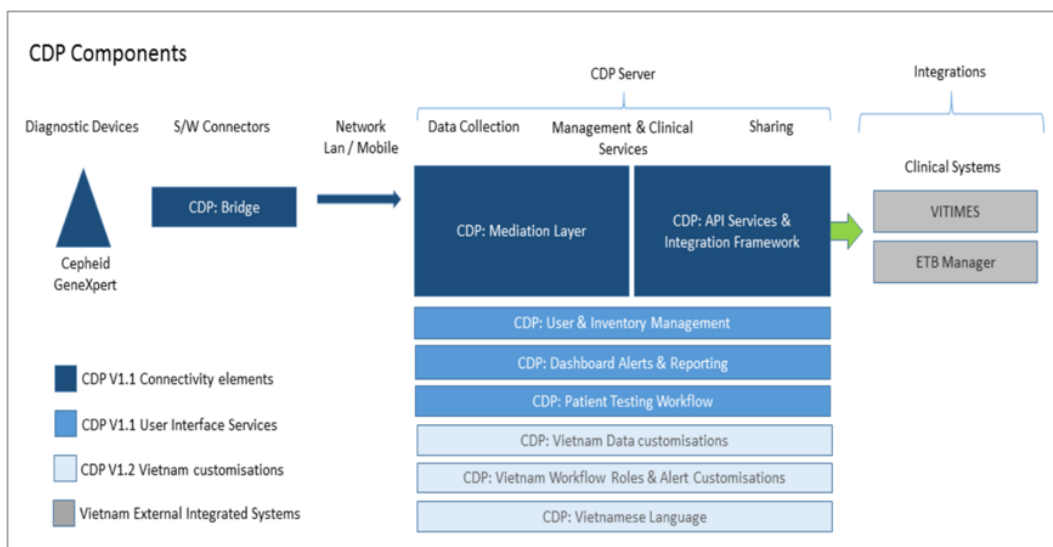 CDP Components
CDP Server
Integrations
Diagnostic Devices
S/W Connectors
Network
Lan / Mobile
Data Collection
Management & Clinical
Services
Sharing
Clinical Systems
CDP: Bridge
Cepheid
GeneXpert
CDP: Mediation Layer
CDP: API Services &
Integration Framework
VITIMES
ETB Manager
CDP: User & Inventory Management
CDP: Dashboard Alerts & Reporting
CDP: Patient Testing Workflow
CDP: Vietnam Data customisations
CDP: Vietnam Workflow Roles & Alert Customisations
CDP: Vietnamese Language
CDP V1.1 Connectivity elements
CDP V1.1 User Interface Services
CDP V1.2 Vietnam customisations
Vietnam External Integrated Systems